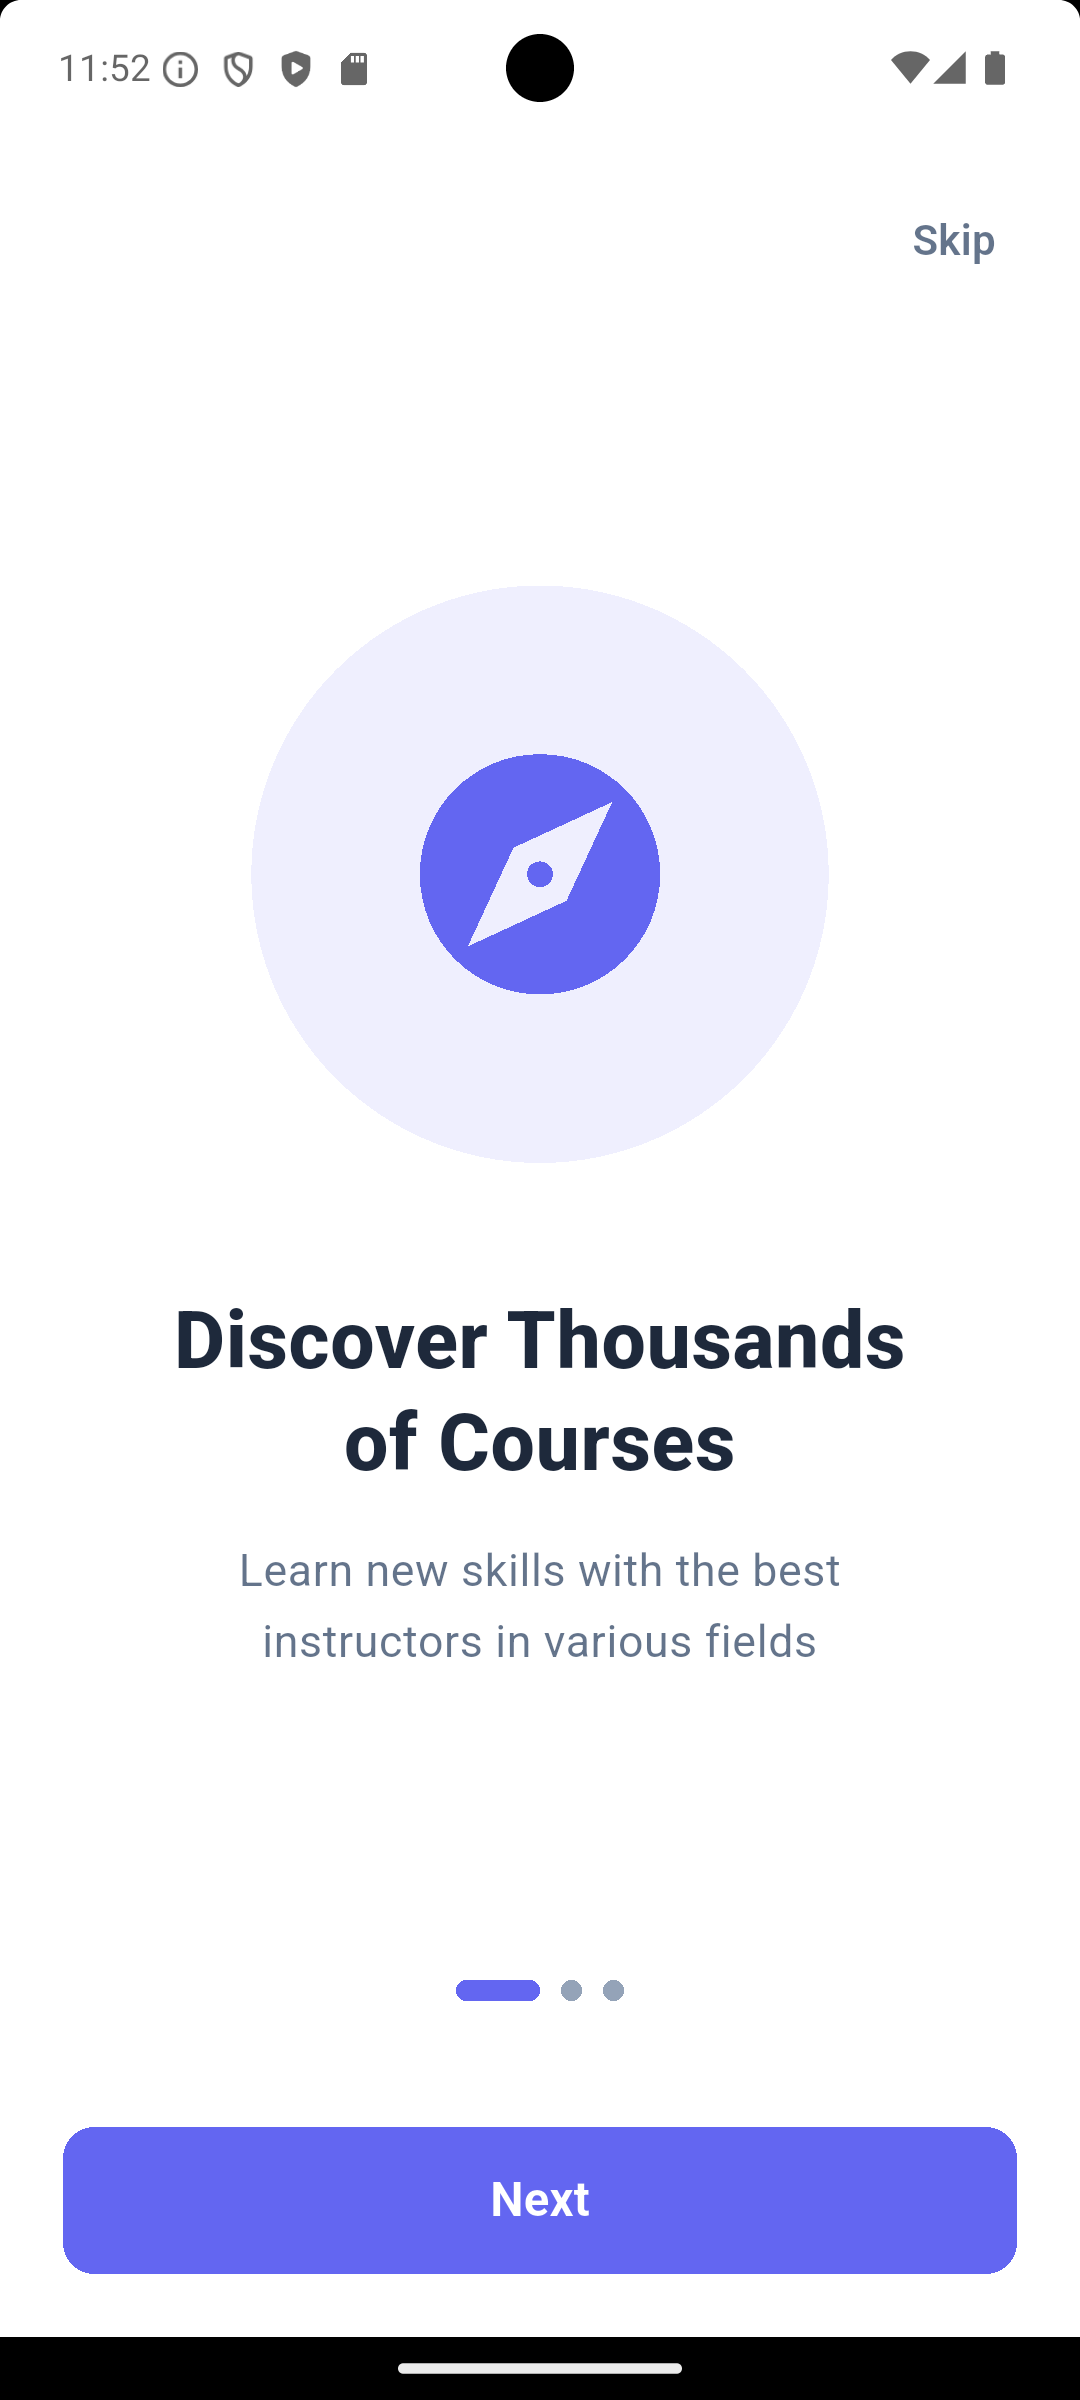 11:52
Skip
Discover Thousands
of Courses
Learn new skills with the best
instructors in various fields
Next